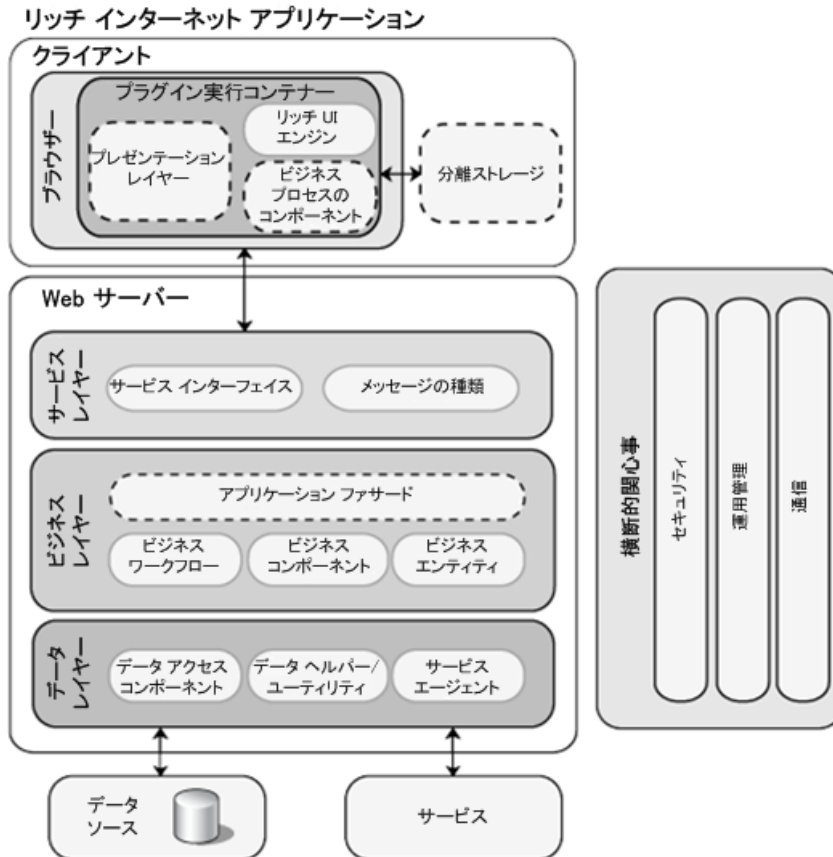 リッチ インターネット アプリケーション
クライアント
ブラウザー
プラグイン実行コンテナー
プレゼンテーション
レイヤー
リッチ UI
エンジン
ビジネス
プロセスの
コンポーネント
分離ストレージ
Web サーバー
サービス
レイヤー
サービス インターフェイス
メッセージの種類
ビジネス
レイヤー
アプリケーション ファサード
ビジネス
ワークフロー
ビジネス
コンポーネント
ビジネス
エンティティ
データ
レイヤー
データ アクセス
コンポーネント
データ ヘルパー/
ユーティリティ
サービス
エージェント
データ
ソース
サービス
横断的関心事
セキュリティ
運用管理
通信